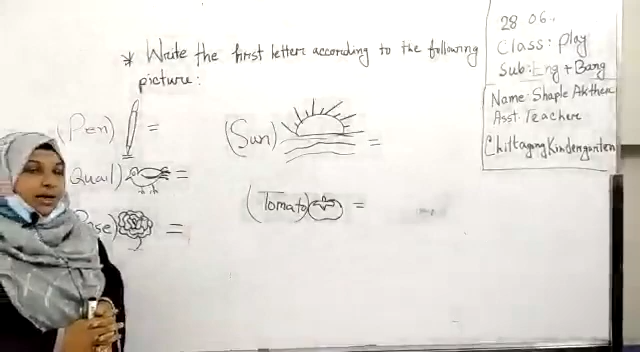 * Write the first letter according to the following
picture:
(Pen) =
Quail) =
ose) =
(Sun) =
(Tomato) =
28 06..
Class: Play
Sub: Eng + Bang
Name: Shaple Akther
Asst. Teacher
Chittagong Kindergarten